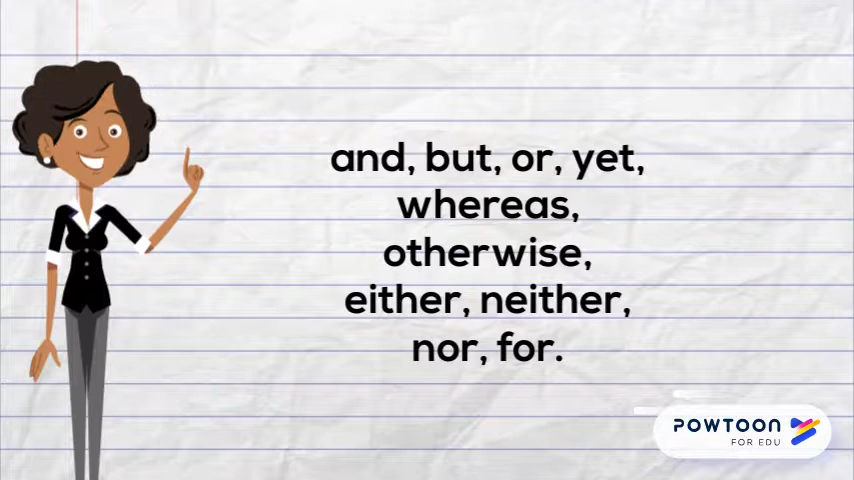 and, but, or, yet,
whereas,
otherwise,
either, neither,
nor, for.
POWTOON
FOR EDU